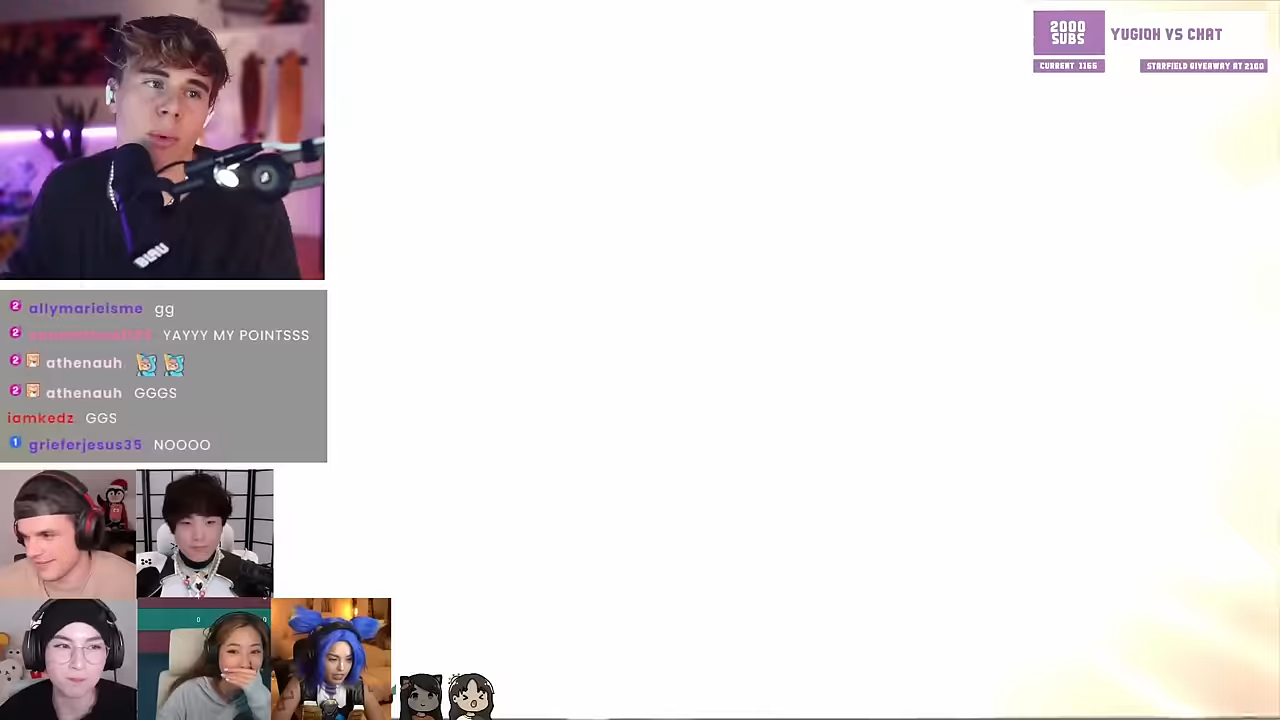 2000
SUBS
YUGIOH VS CHAT
CURRENT 1166
STARFIELD GIVEAWAY AT 2100
BLAU
allymarieisme gg
YAYYY MY POINTSSS
athenauh
athenauh GGGS
iamkedz GGS
grieferjesus35 NOOOO